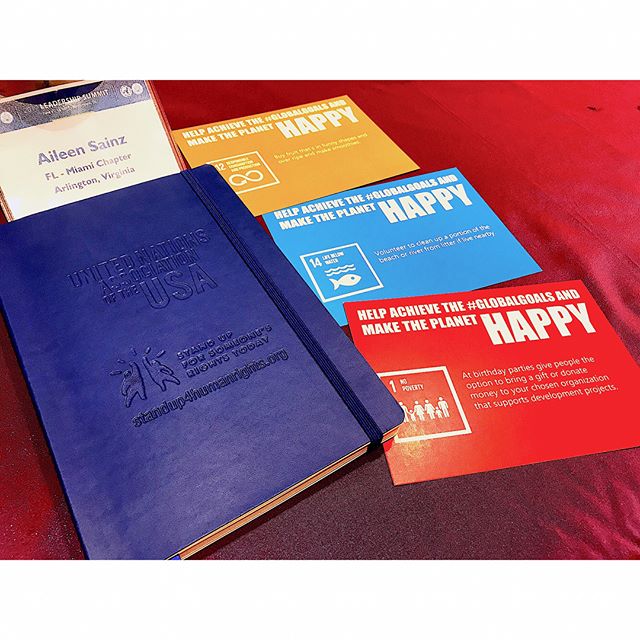 LEADERSHIP SUMMIT
Aileen Sainz
FL - Miami Chapter
Arlington, Virginia
UNITED NATIONS
ASSOCIATION
OF THE USA
STAND UP
FOR SOMEONE'S
RIGHTS TODAY
standup4humanrights.org
HELP ACHIEVE THE #GLOBALGOALS AND
MAKE THE PLANET HAPPY
12 RESPONSIBLE
CONSUMPTION
AND PRODUCTION
Buy fruit that's in funny shapes and
over ripe and make smoothies.
HELP ACHIEVE THE #GLOBALGOALS AND
MAKE THE PLANET HAPPY
14 LIFE BELOW
WATER
Volunteer to clean up a portion of the
beach or river from litter if live nearby
HELP ACHIEVE THE #GLOBALGOALS AND
MAKE THE PLANET HAPPY
1 NO
POVERTY
At birthday parties give people the
option to bring a gift or donate
money to your chosen organization
that supports development projects.